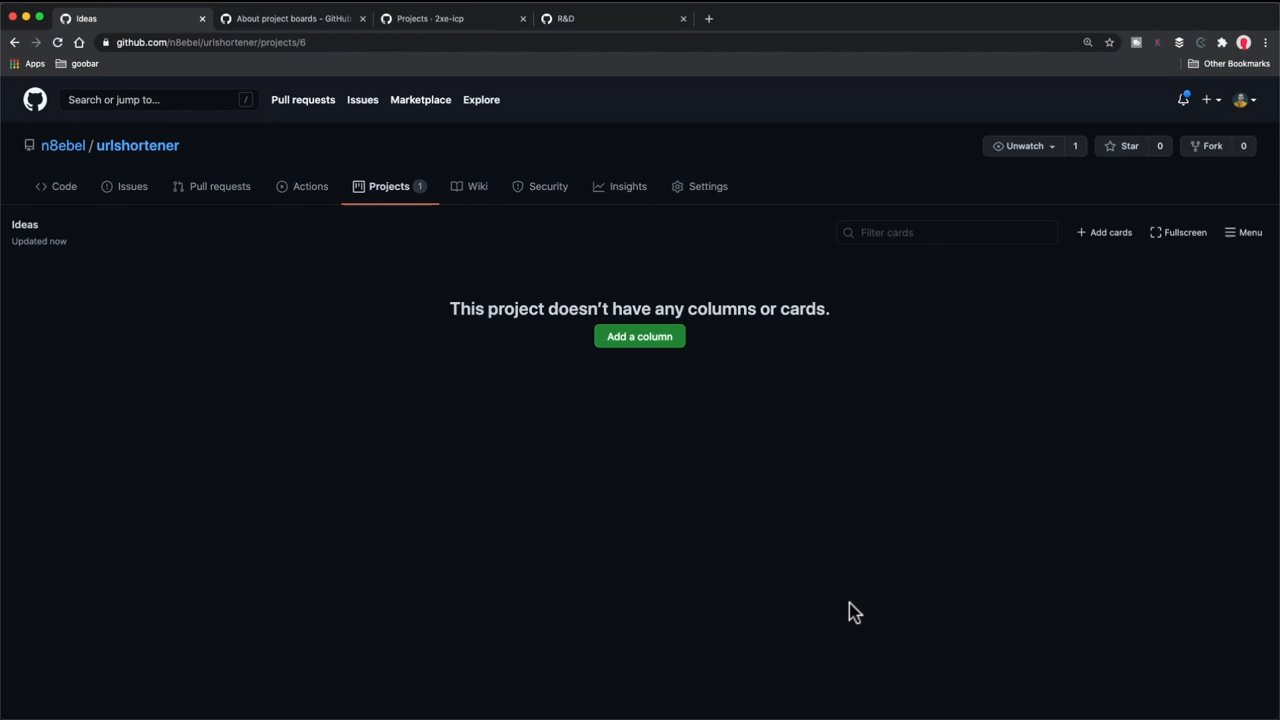 Ideas
About project boards - GitHub
Projects · 2xe-icp
R&D
github.com/n8ebel/urlshortener/projects/6
Apps
goobar
Other Bookmarks
Search or jump to... /
Pull requests
Issues
Marketplace
Explore
n8ebel / urlshortener
Unwatch 1
Star 0
Fork 0
Code
Issues
Pull requests
Actions
Projects 1
Wiki
Security
Insights
Settings
Ideas
Updated now
Filter cards
+ Add cards
Fullscreen
Menu
This project doesn't have any columns or cards.
Add a column